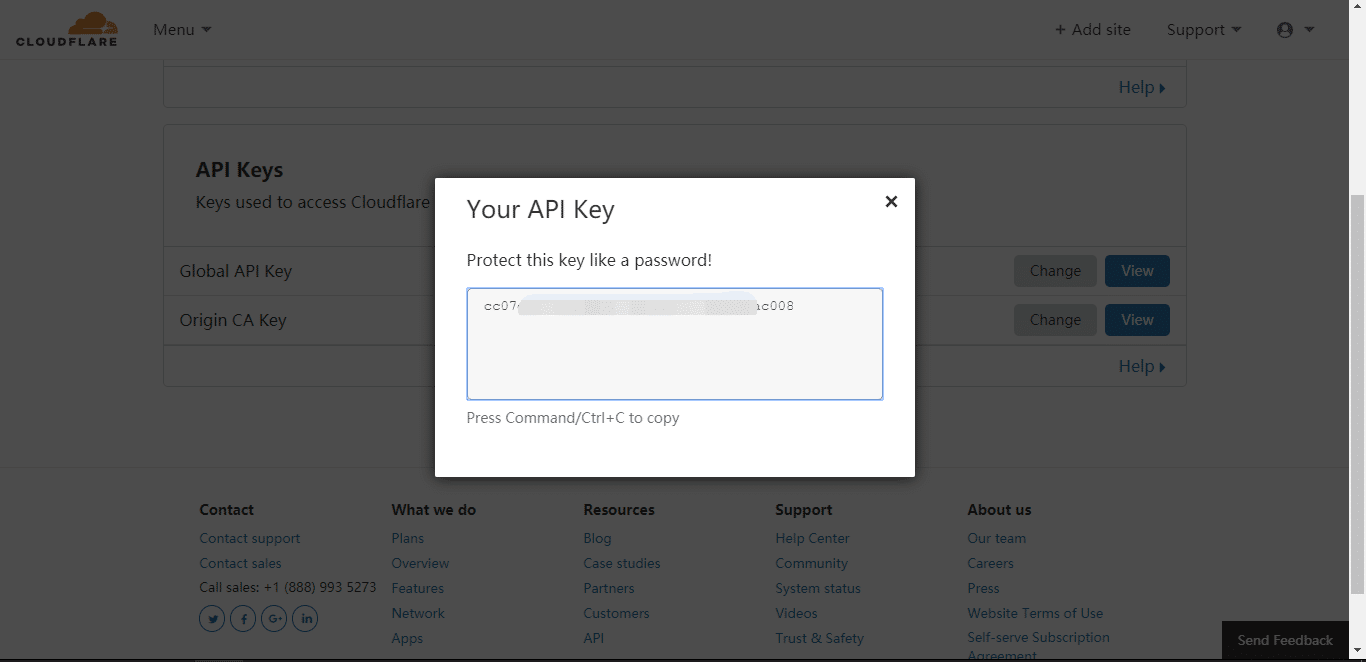 CLOUDFLARE Menu + Add site Support
Help
API Keys
Keys used to access Cloudflare
Your API Key
Protect this key like a password!
Global API Key Change View
cc07 ac008
Origin CA Key Change View
Help
Press Command/Ctrl+C to copy
Contact
Contact support
Contact sales
Call sales: +1 (888) 993 5273
What we do
Plans
Overview
Features
Network
Apps
Resources
Blog
Case studies
Partners
Customers
API
Support
Help Center
Community
System status
Videos
Trust & Safety
About us
Our team
Careers
Press
Website Terms of Use
Self-serve Subscription
Agreement
Send Feedback